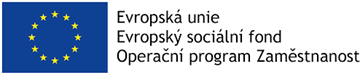 Evropská unie
Evropský sociální fond
Operační program Zaměstnanost